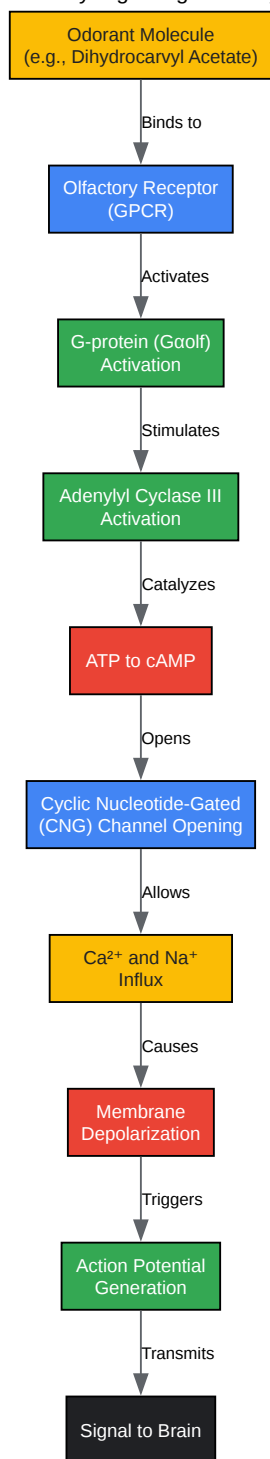 Odorant Molecule
(e.g., Dihydrocarvyl Acetate)
Binds to
Olfactory Receptor
(GPCR)
Activates
G-protein (Gαolf)
Activation
Stimulates
Adenylyl Cyclase III
Activation
Catalyzes
ATP to cAMP
Opens
Cyclic Nucleotide-Gated
(CNG) Channel Opening
Allows
Ca²⁺ and Na⁺
Influx
Causes
Membrane
Depolarization
Triggers
Action Potential
Generation
Transmits
Signal to Brain